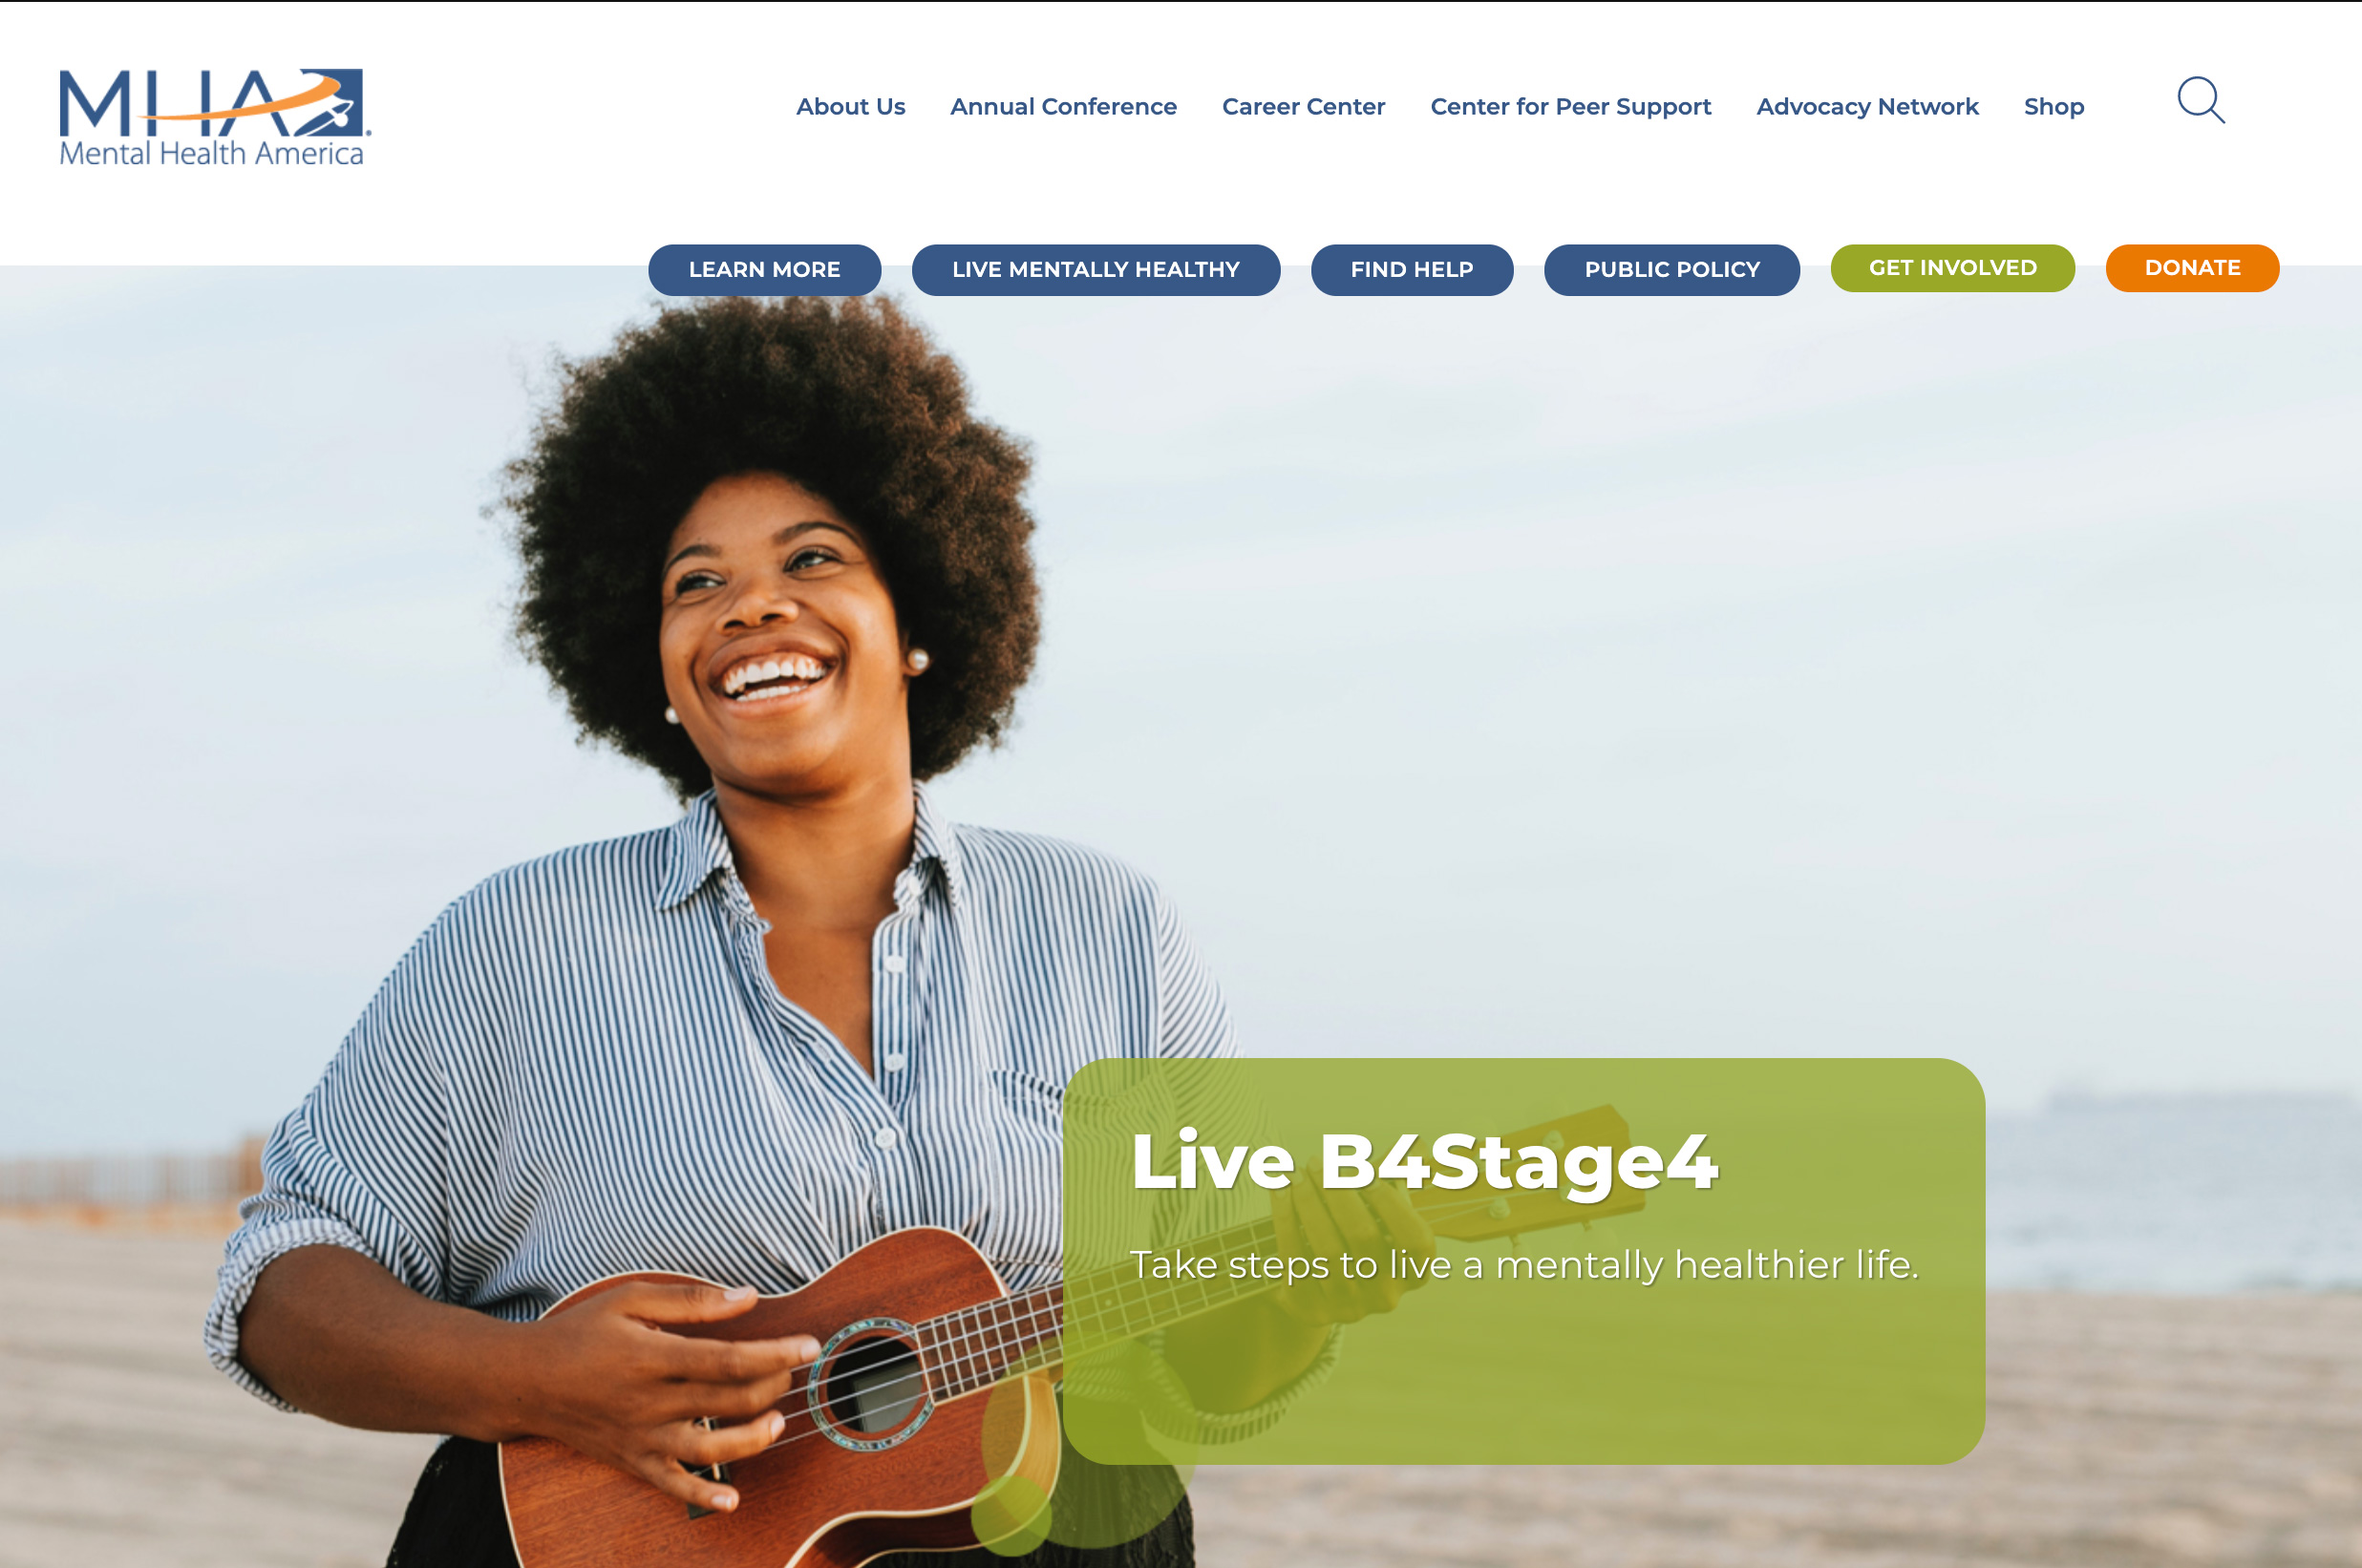 MHA
Mental Health America
About Us Annual Conference Career Center Center for Peer Support Advocacy Network Shop
LEARN MORE LIVE MENTALLY HEALTHY FIND HELP PUBLIC POLICY GET INVOLVED DONATE
Live B4Stage4
Take steps to live a mentally healthier life.